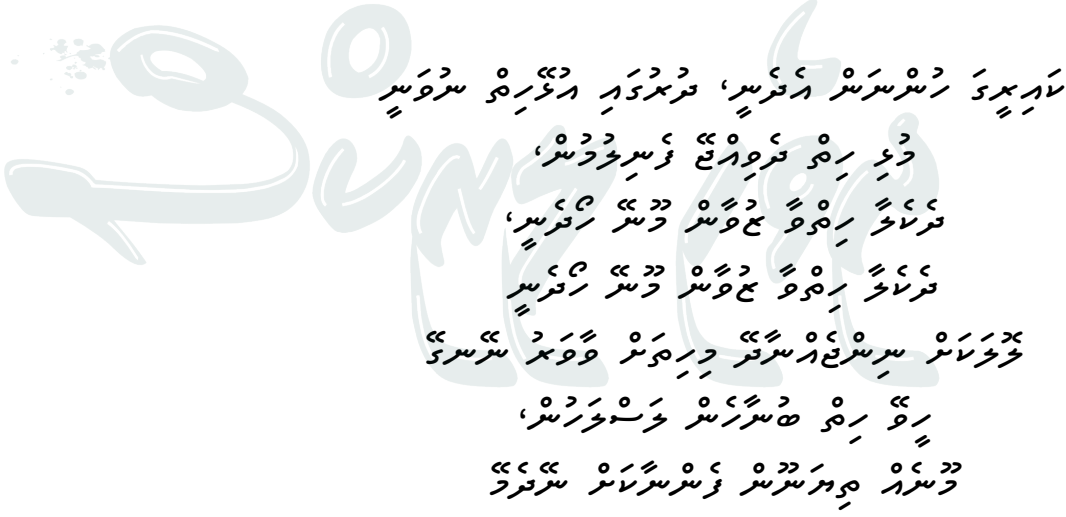 ކައިރީގަ ހުންނަން އެދެނީ، ދުރުގައި އުޅޭހިތް ނުވަނީ
މުޅި ހިތް ދެވިއްޖޭ ފެނިލުމުން،
ދެކެލާ ހިތްވާ ޒުވާން މޫނޭ ހޯދެނީ،
ދެކެލާ ހިތްވާ ޒުވާން މޫނޭ ހޯދެނީ
ލޮލަކަށް ނިންޖެއްނާދޭ މިހިތަށް ވާވަރު ނޭނގޭ
ހީވޭ ހިތް ބުނާހެން ލަސްލަހުން،
މޫނެއް ތިޔަނޫން ފެންނާކަށް ނޭދެމޭ